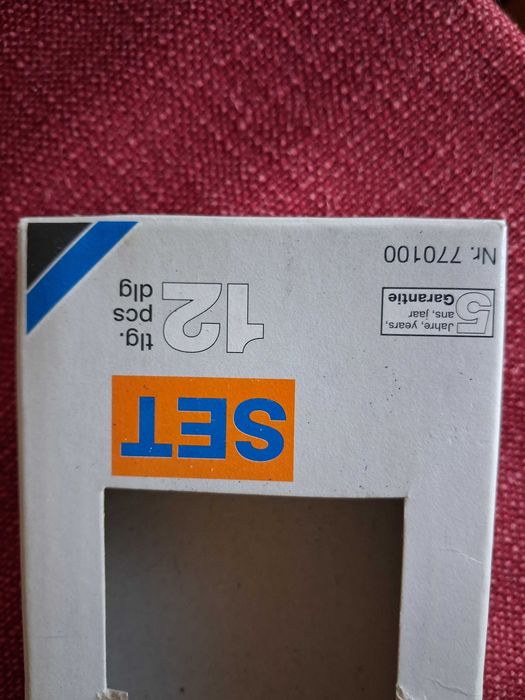 SET
12 tlg.
pcs
dlg
5 Jahre, years,
ans, jaar
Garantie
Nr. 770100